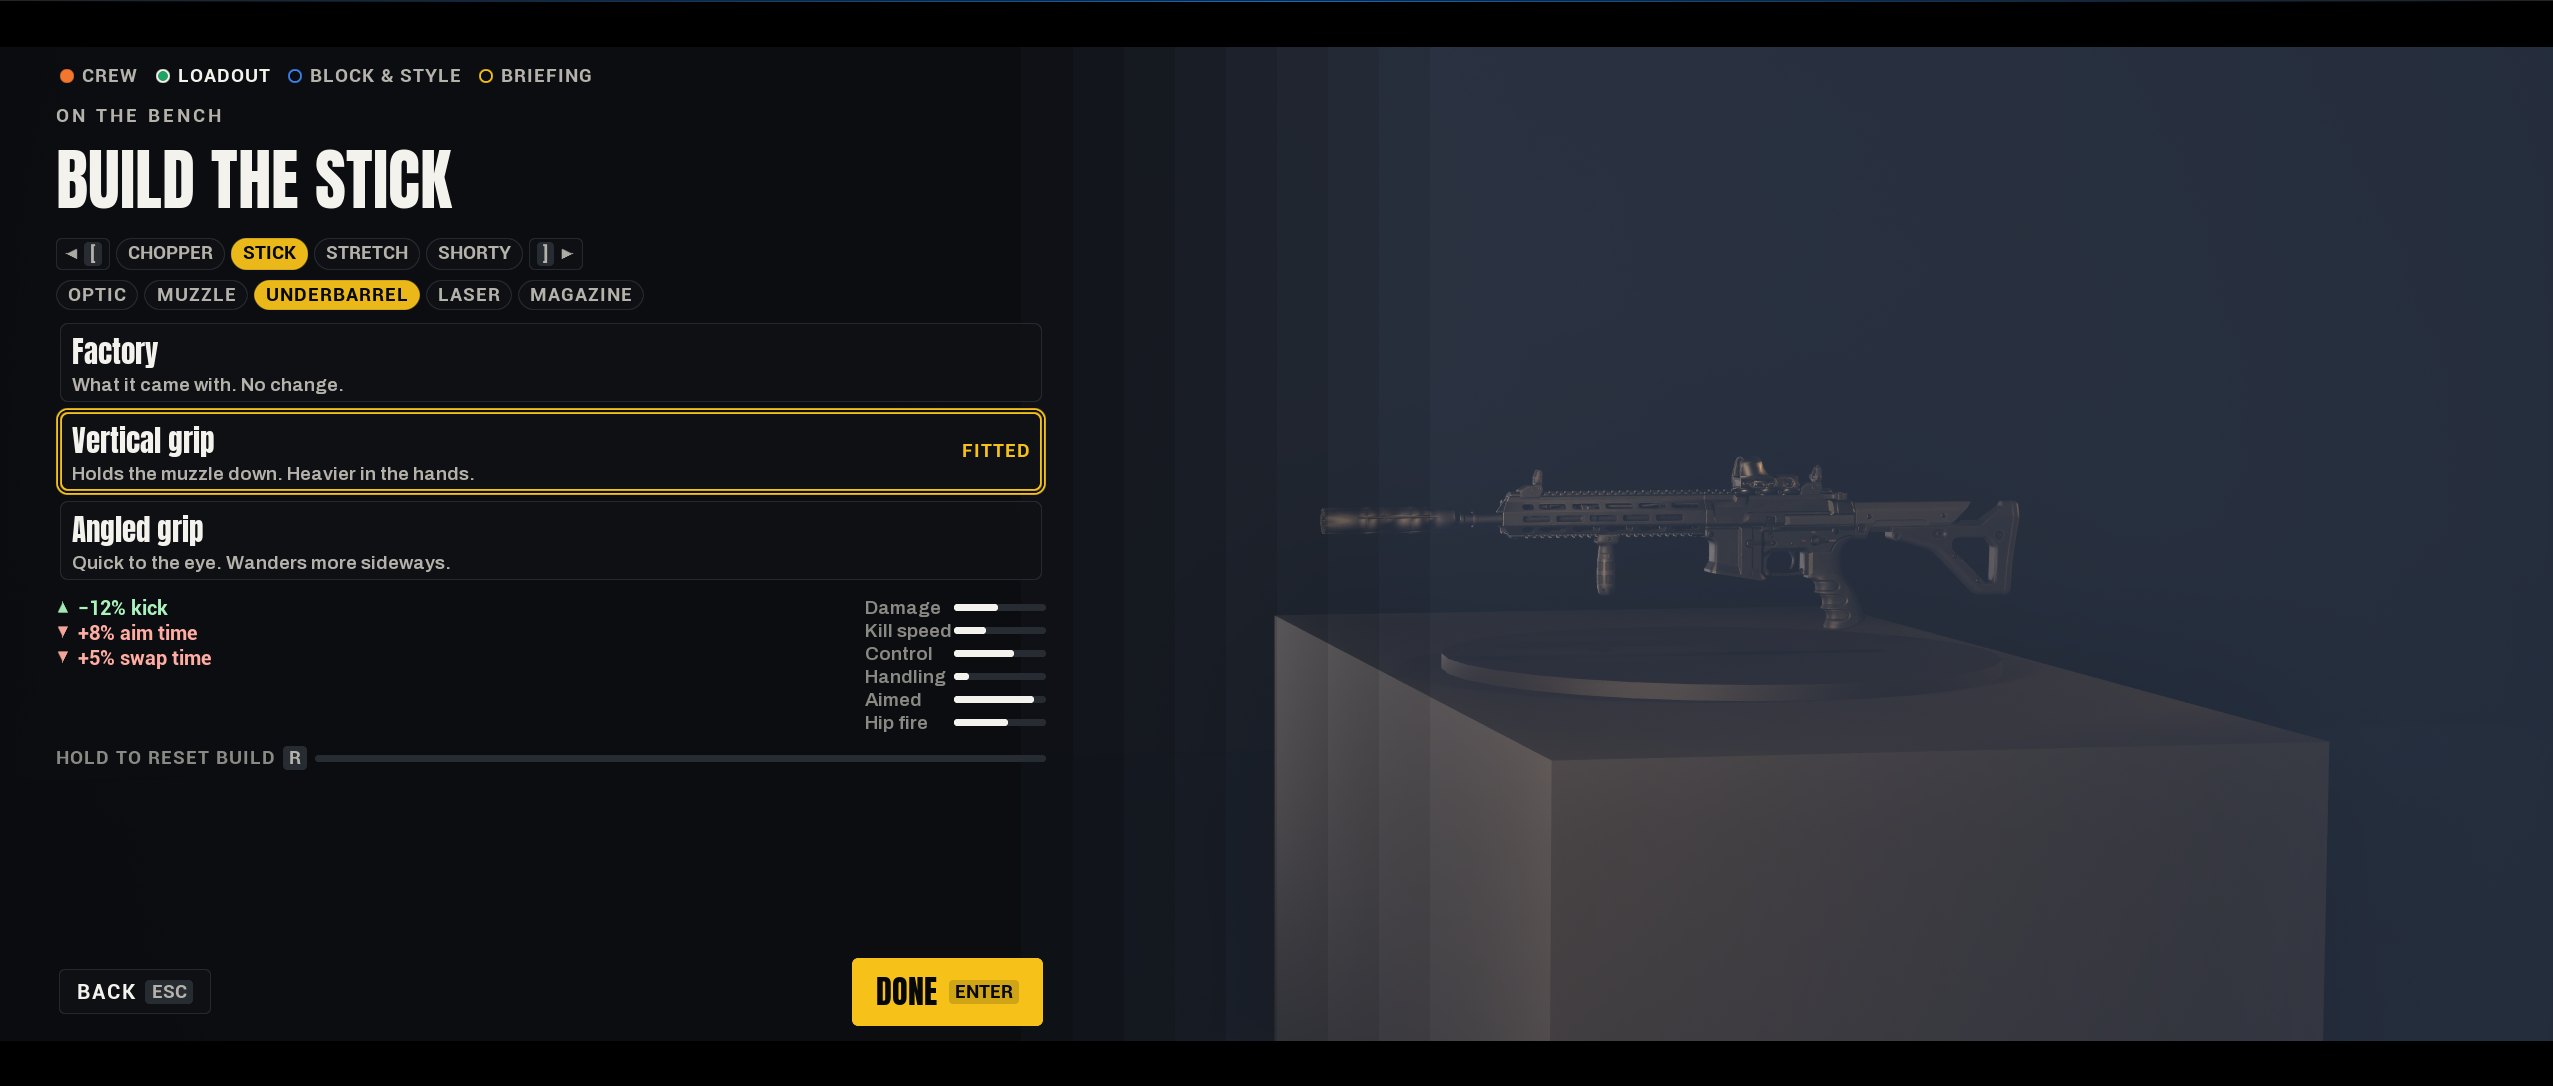 CREW LOADOUT BLOCK & STYLE BRIEFING
ON THE BENCH
BUILD THE STICK
◄ [ CHOPPER STICK STRETCH SHORTY ] ►
OPTIC MUZZLE UNDERBARREL LASER MAGAZINE
Factory
What it came with. No change.
Vertical grip
Holds the muzzle down. Heavier in the hands.
FITTED
Angled grip
Quick to the eye. Wanders more sideways.
▲ −12% kick
▼ +8% aim time
▼ +5% swap time
Damage
Kill speed
Control
Handling
Aimed
Hip fire
HOLD TO RESET BUILD R
BACK ESC
DONE ENTER